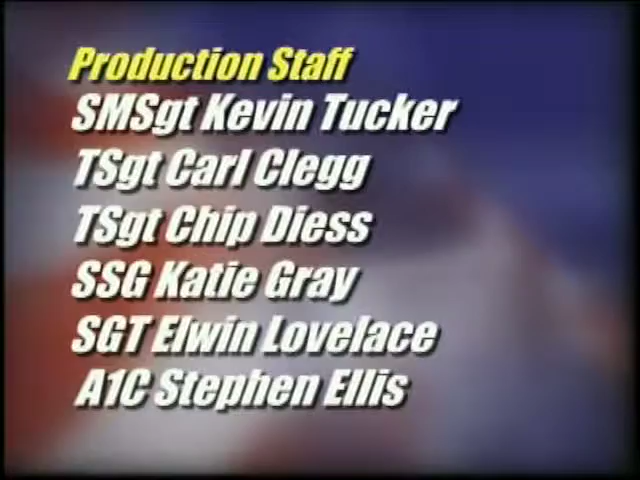 Production Staff
SMSgt Kevin Tucker
TSgt Carl Clegg
TSgt Chip Diess
SSG Katie Gray
SGT Elwin Lovelace
A1C Stephen Ellis